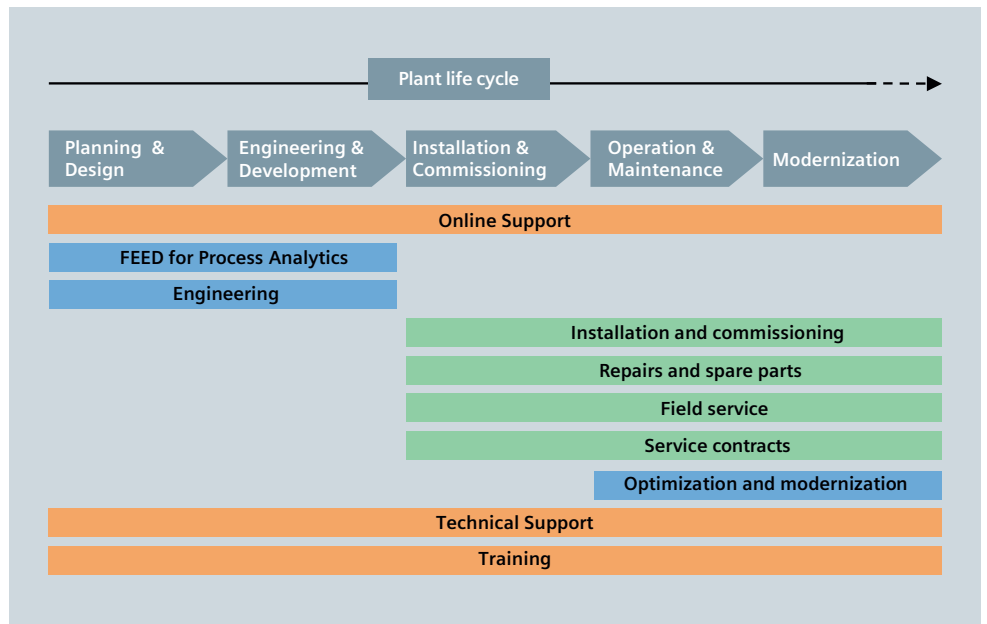 Plant life cycle
Planning &
Design
Engineering &
Development
Installation &
Commissioning
Operation &
Maintenance
Modernization
Online Support
FEED for Process Analytics
Engineering
Installation and commissioning
Repairs and spare parts
Field service
Service contracts
Optimization and modernization
Technical Support
Training